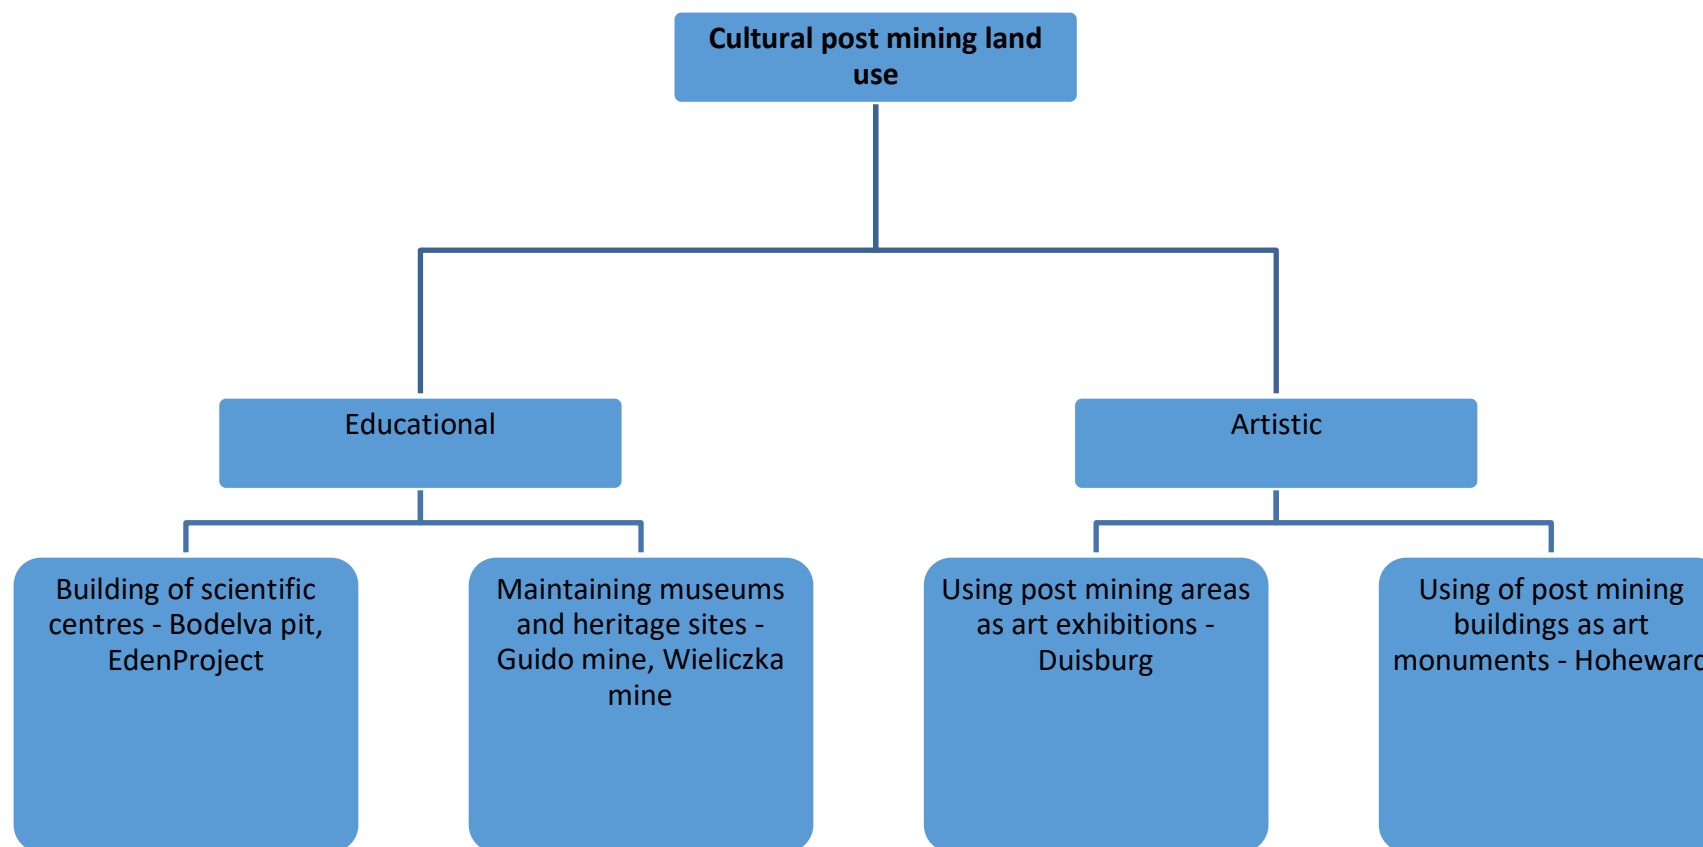 Cultural post mining land
use
Educational
Artistic
Building of scientific
centres - Bodelva pit,
EdenProject
Maintaining museums
and heritage sites -
Guido mine, Wieliczka
mine
Using post mining areas
as art exhibitions -
Duisburg
Using of post mining
buildings as art
monuments - Hoheward